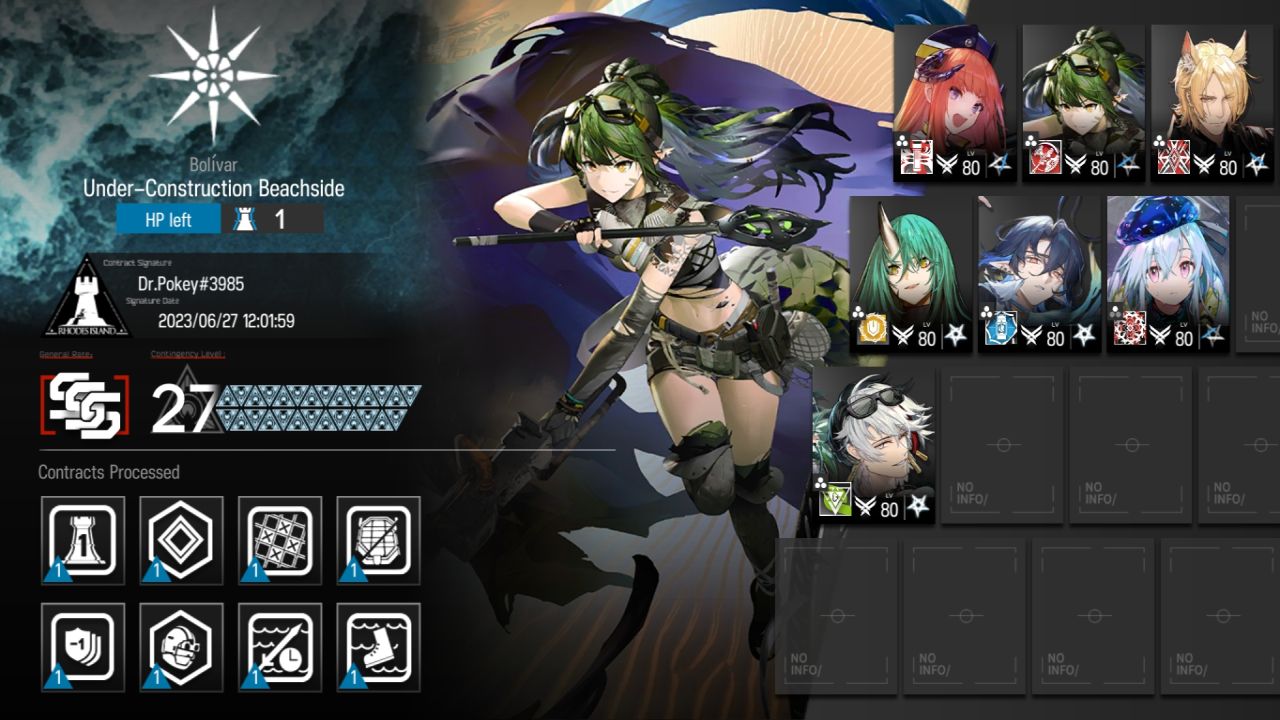 Bolívar
Under-Construction Beachside
HP left
1
Contract Signature
Dr.Pokey#3985
Signature Date
2023/06/27 12:01:59
RHODES ISLAND
General Rate:
Contingency Level:
SSS
27
Contracts Processed
1
1
1
1
1
-1
1
1
1
1
LV
80
LV
80
LV
80
LV
80
LV
80
LV
80
NO
INFO/
LV
80
NO
INFO/
NO
INFO/
NO
INFO/
NO
INFO/
NO
INFO/
NO
INFO/
NO
INFO/